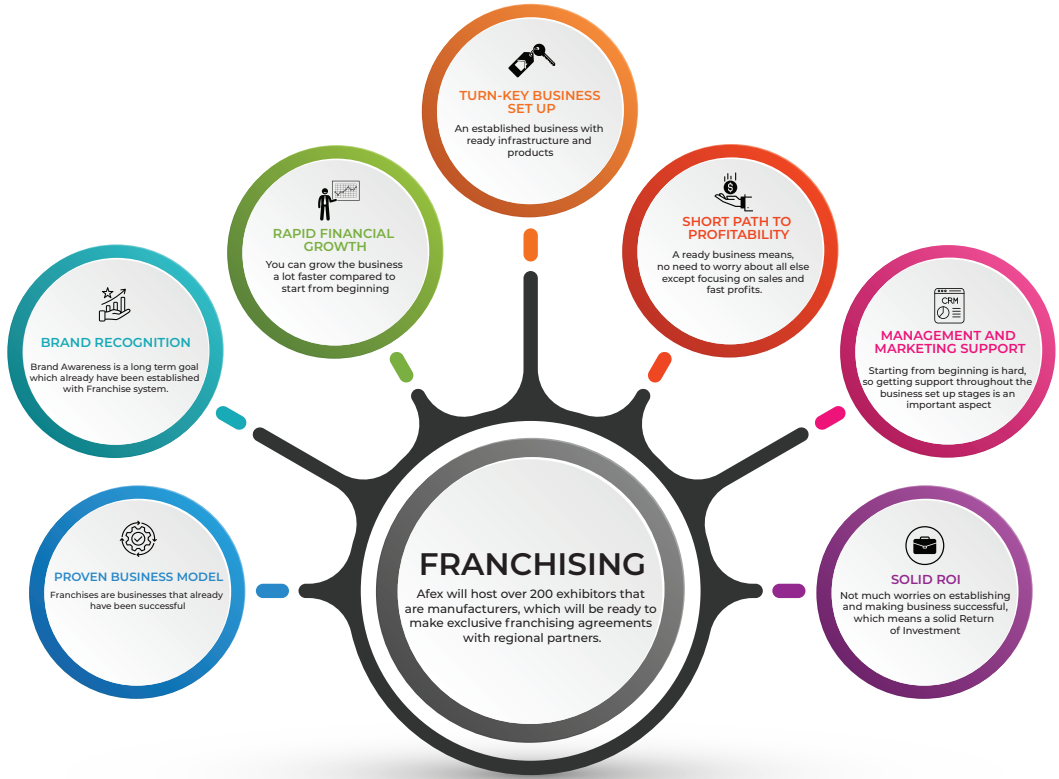 TURN-KEY BUSINESS
SET UP
An established business with
ready infrastructure and
products
RAPID FINANCIAL
GROWTH
You can grow the business
a lot faster compared to
start from beginning
SHORT PATH TO
PROFITABILITY
A ready business means,
no need to worry about all else
except focusing on sales and
fast profits.
BRAND RECOGNITION
Brand Awareness is a long term goal
which already have been established
with Franchise system.
CRM
MANAGEMENT AND
MARKETING SUPPORT
Starting from beginning is hard,
so getting support throughout the
business set up stages is an
important aspect
PROVEN BUSINESS MODEL
Franchises are businesses that already
have been successful
FRANCHISING
Afex will host over 200 exhibitors that
are manufacturers, which will be ready to
make exclusive franchising agreements
with regional partners.
SOLID ROI
Not much worries on establishing
and making business successful,
which means a solid Return
of Investment